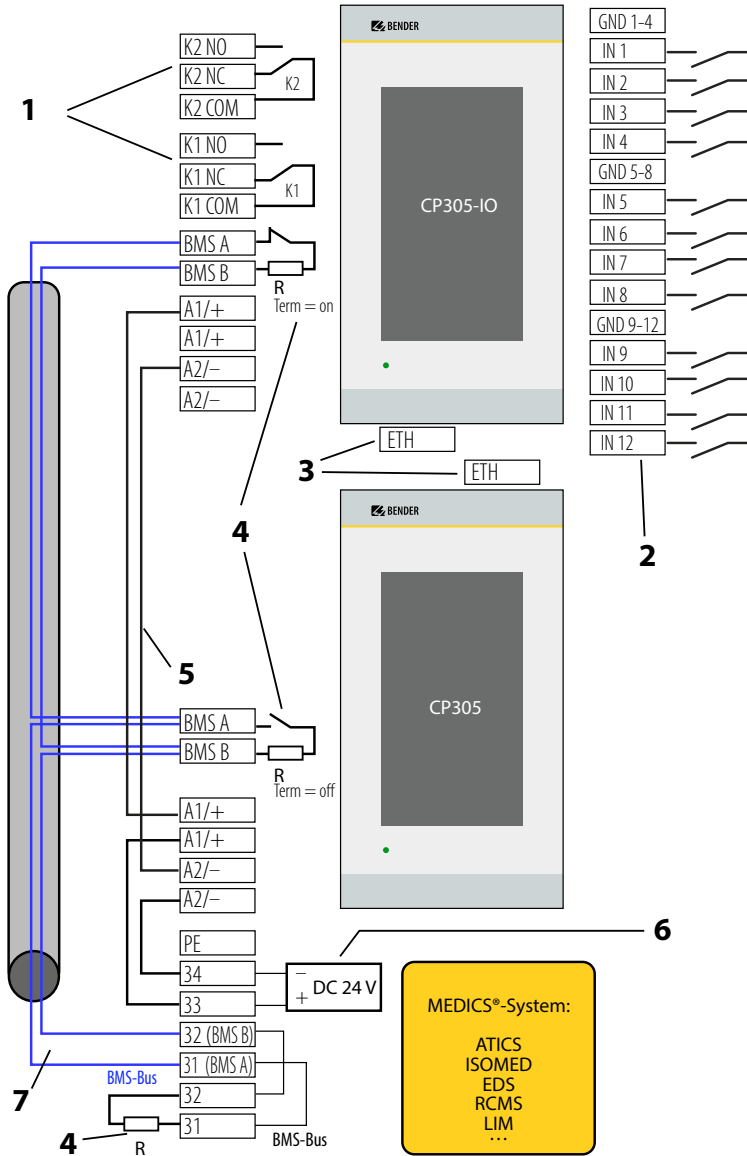 BENDER
K2 NO
K2 NC
K2
K2 COM
1
K1 NO
K1 NC
K1
K1 COM
BMS A
BMS B
R
Term = on
A1/+
A1/+
A2/−
A2/−
CP305-IO
GND 1-4
IN 1
IN 2
IN 3
IN 4
GND 5-8
IN 5
IN 6
IN 7
IN 8
GND 9-12
IN 9
IN 10
IN 11
IN 12
2
ETH
3
ETH
4
5
BENDER
CP305
BMS A
BMS B
R
Term = off
A1/+
A1/+
A2/−
A2/−
PE
34
33
−
+
DC 24 V
6
32 (BMS B)
31 (BMS A)
7
BMS-Bus
32
31
4
R
BMS-Bus
MEDICS®-System:
ATICS
ISOMED
EDS
RCMS
LIM
...